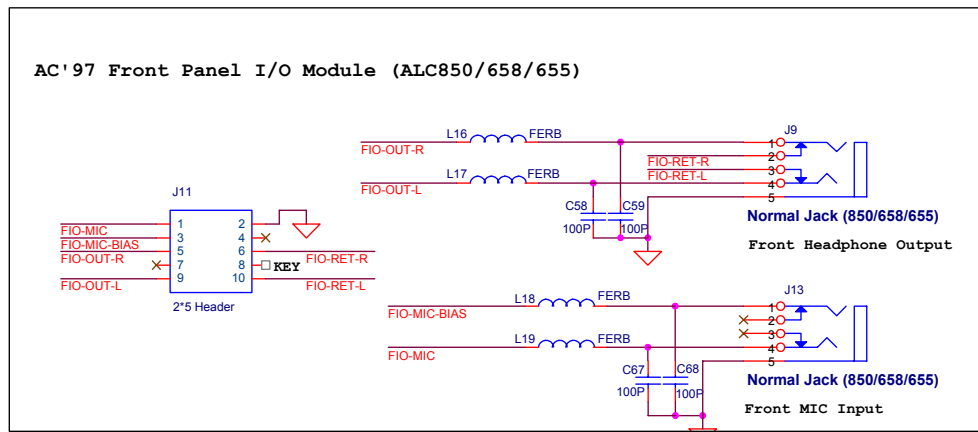 AC'97 Front Panel I/O Module (ALC850/658/655)
L16 FERB
J9
FIO-OUT-R
1
2
FIO-RET-R
3
L17 FERB
FIO-RET-L
FIO-OUT-L
4
5
C58 C59
100P 100P
Normal Jack (850/658/655)
Front Headphone Output
J11
1 2
FIO-MIC
3 4
FIO-MIC-BIAS
5 6
FIO-OUT-R FIO-RET-R
7 8 KEY
9 10
FIO-OUT-L FIO-RET-L
2*5 Header
L18 FERB
J13
FIO-MIC-BIAS
1
2
3
L19 FERB
FIO-MIC
4
5
C67 C68
100P 100P
Normal Jack (850/658/655)
Front MIC Input